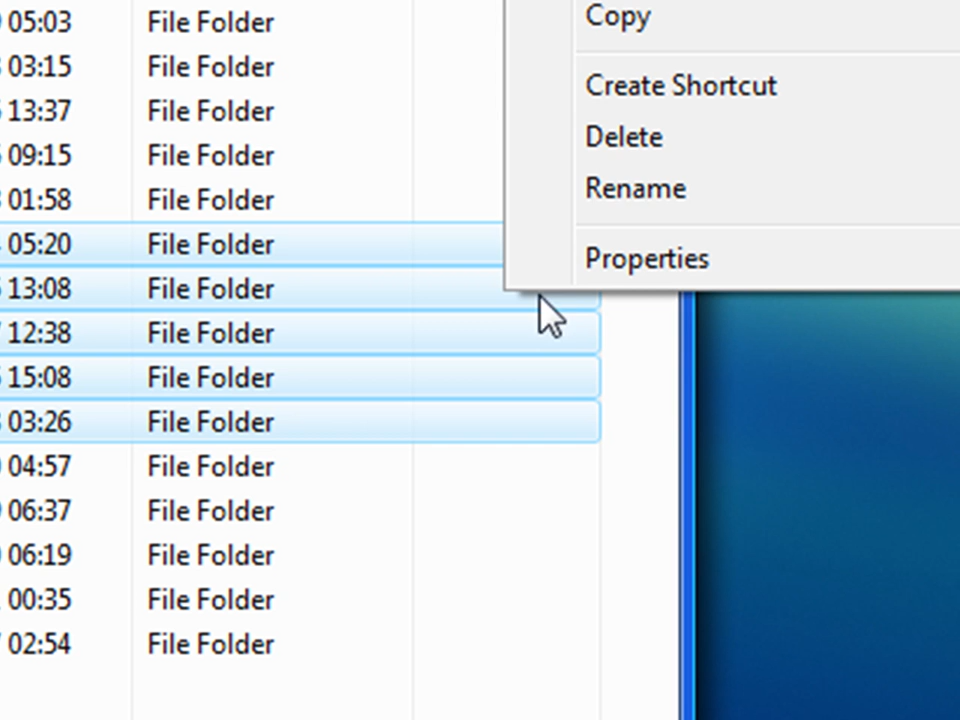 05:03 File Folder
03:15 File Folder
13:37 File Folder
09:15 File Folder
01:58 File Folder
05:20 File Folder
13:08 File Folder
12:38 File Folder
15:08 File Folder
03:26 File Folder
04:57 File Folder
06:37 File Folder
06:19 File Folder
00:35 File Folder
02:54 File Folder
Copy
Create Shortcut
Delete
Rename
Properties